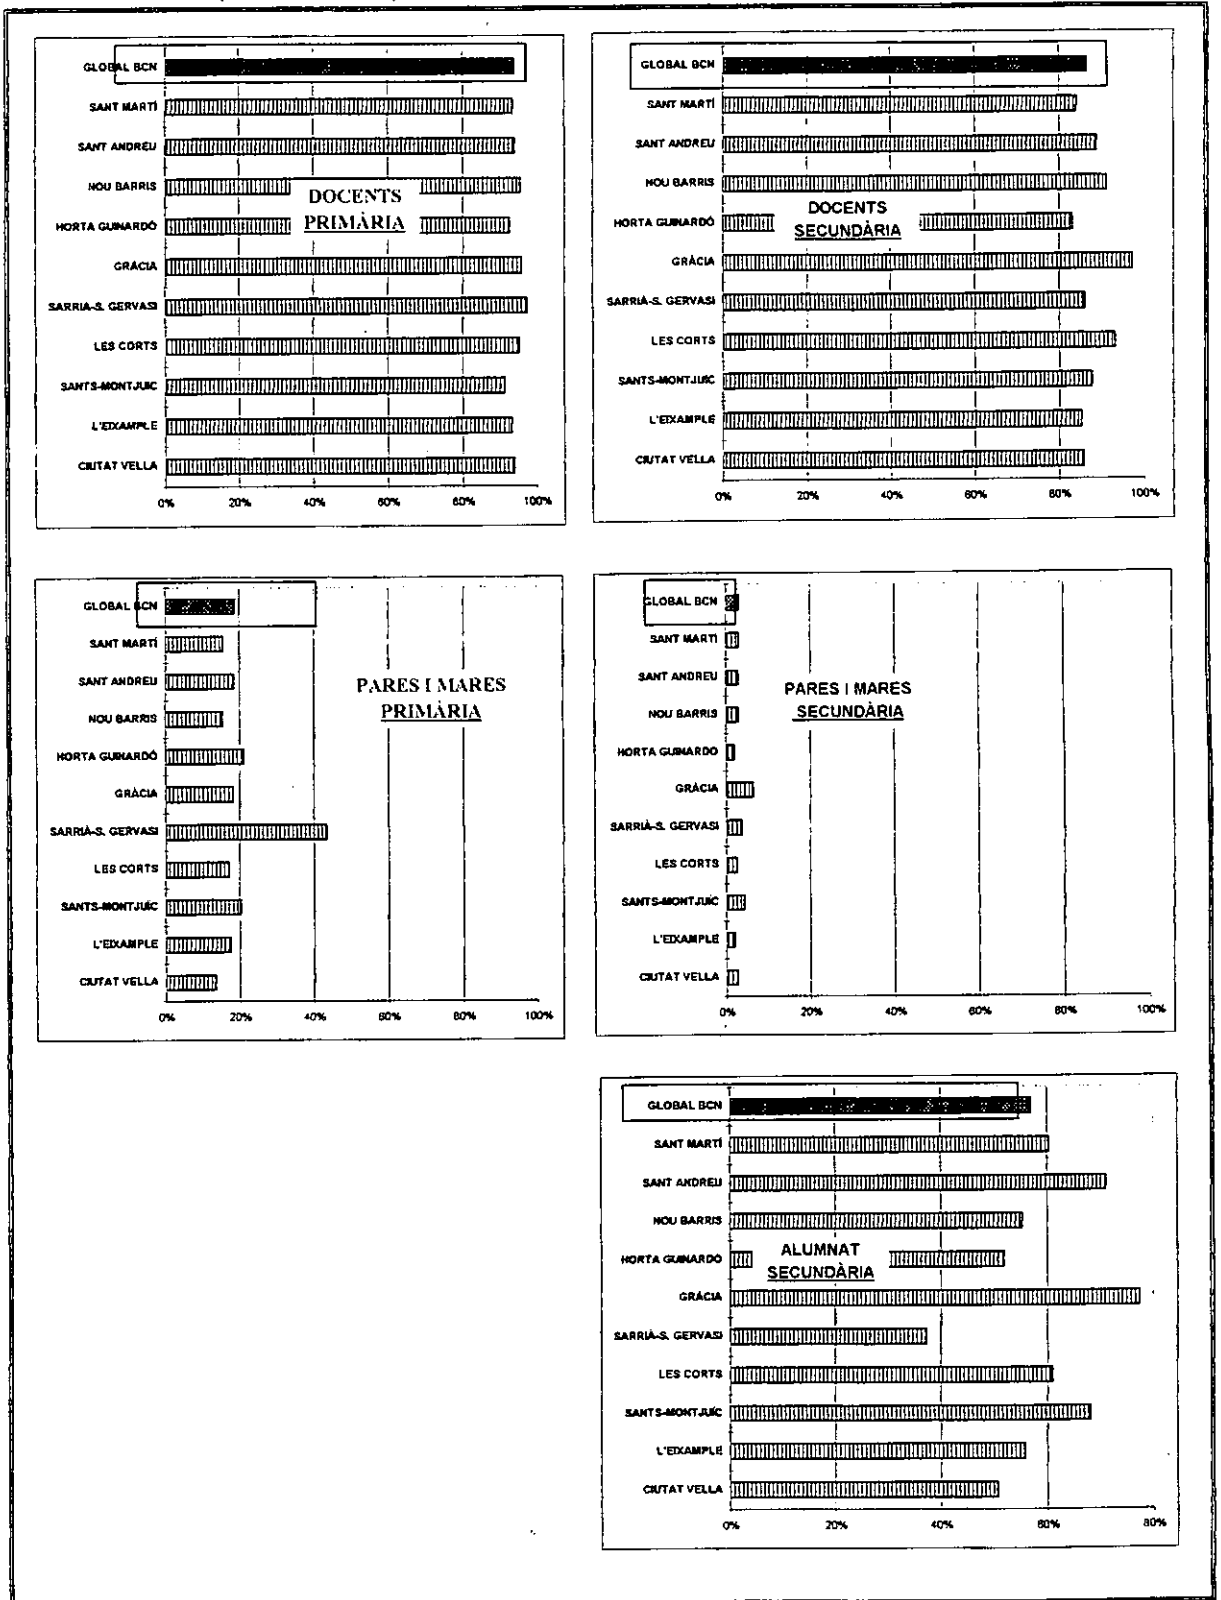 GLOBAL BCN
SANT MARTÍ
SANT ANDREU
NOU BARRIS
HORTA GUINARDÓ
GRÀCIA
SARRIÀ-S. GERVASI
LES CORTS
SANTS-MONTJUÏC
L'EIXAMPLE
CIUTAT VELLA
DOCENTS
PRIMÀRIA
0% 20% 40% 60% 80% 100%
GLOBAL BCN
SANT MARTÍ
SANT ANDREU
NOU BARRIS
HORTA GUINARDÓ
GRÀCIA
SARRIÀ-S. GERVASI
LES CORTS
SANTS-MONTJUÏC
L'EIXAMPLE
CIUTAT VELLA
DOCENTS
SECUNDÀRIA
0% 20% 40% 60% 80% 100%
GLOBAL BCN
SANT MARTÍ
SANT ANDREU
NOU BARRIS
HORTA GUINARDÓ
GRÀCIA
SARRIÀ-S. GERVASI
LES CORTS
SANTS-MONTJUÏC
L'EIXAMPLE
CIUTAT VELLA
PARES I MARES
PRIMÀRIA
0% 20% 40% 60% 80% 100%
GLOBAL BCN
SANT MARTÍ
SANT ANDREU
NOU BARRIS
HORTA GUINARDO
GRÀCIA
SARRIÀ-S. GERVASI
LES CORTS
SANTS-MONTJUÏC
L'EIXAMPLE
CIUTAT VELLA
PARES I MARES
SECUNDÀRIA
0% 20% 40% 60% 80% 100%
GLOBAL BCN
SANT MARTÍ
SANT ANDREU
NOU BARRIS
HORTA GUINARDÓ
GRÀCIA
SARRIÀ-S. GERVASI
LES CORTS
SANTS-MONTJUÏC
L'EIXAMPLE
CIUTAT VELLA
ALUMNAT
SECUNDÀRIA
0% 20% 40% 60% 80%